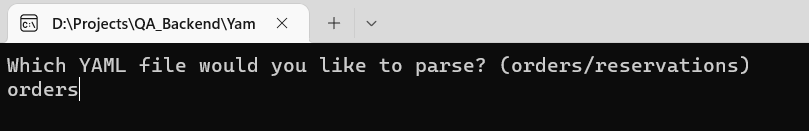 D:\Projects\QA_Backend\Yam
Which YAML file would you like to parse? (orders/reservations)
orders